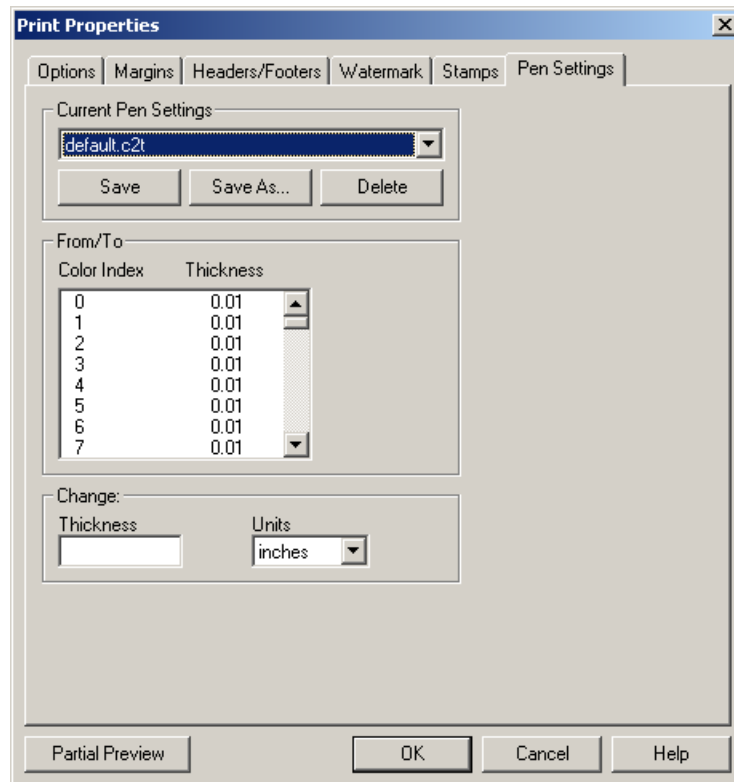 Print Properties
Options Margins Headers/Footers Watermark Stamps Pen Settings
Current Pen Settings
default.c2t
Save Save As... Delete
From/To
Color Index Thickness
0 0.01
1 0.01
2 0.01
3 0.01
4 0.01
5 0.01
6 0.01
7 0.01
Change:
Thickness Units
inches
Partial Preview OK Cancel Help